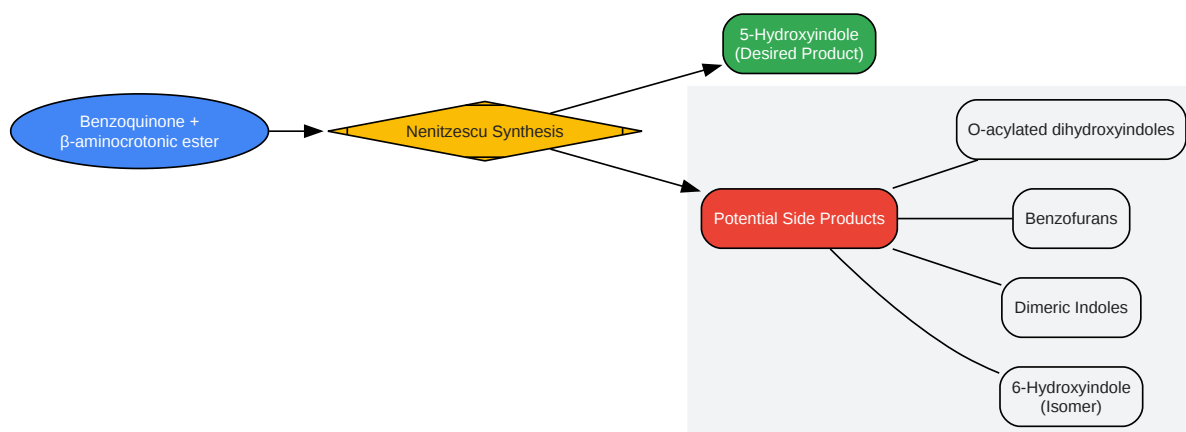 Benzoquinone +
β-aminocrotonic ester
Nenitzescu Synthesis
5-Hydroxyindole
(Desired Product)
Potential Side Products
O-acylated dihydroxyindoles
Benzofurans
Dimeric Indoles
6-Hydroxyindole
(Isomer)